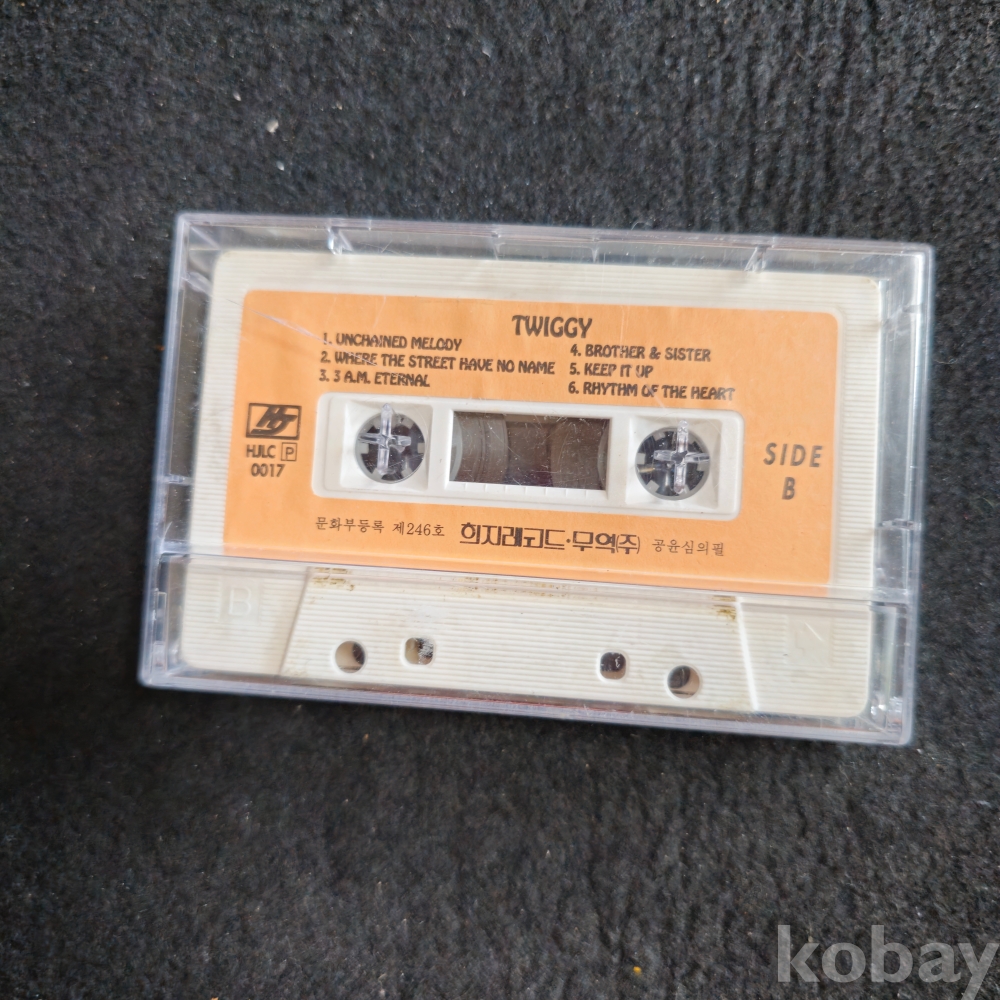 TWIGGY
1. UNCHAINED MELODY
2. WHERE THE STREET HAVE NO NAME
3. 3 A.M. ETERNAL
4. BROTHER & SISTER
5. KEEP IT UP
6. RHYTHM OF THE HEART
HJ
HJLC P
0017
SIDE
B
문화부등록 제246호 희지레코드·무역(주) 공윤심의필
B
kobay